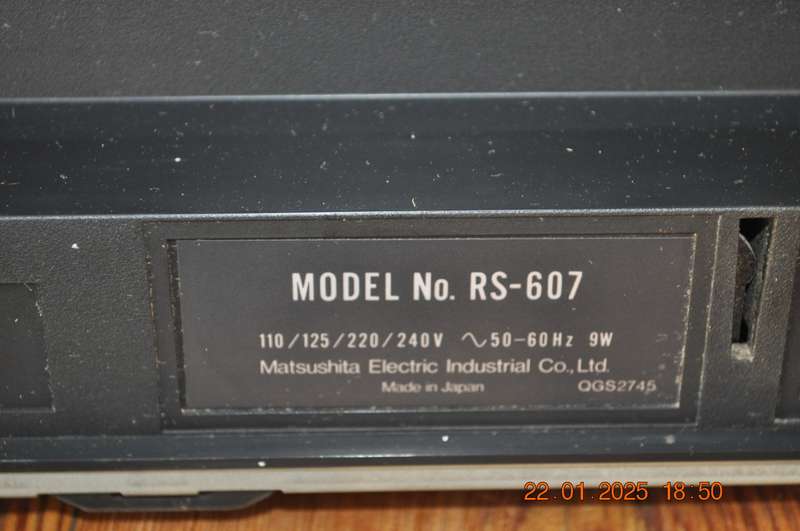 MODEL No. RS-607
110/125/220/240V ∿50-60Hz 9W
Matsushita Electric Industrial Co., Ltd.
Made in Japan QGS2745
22.01.2025 18:50